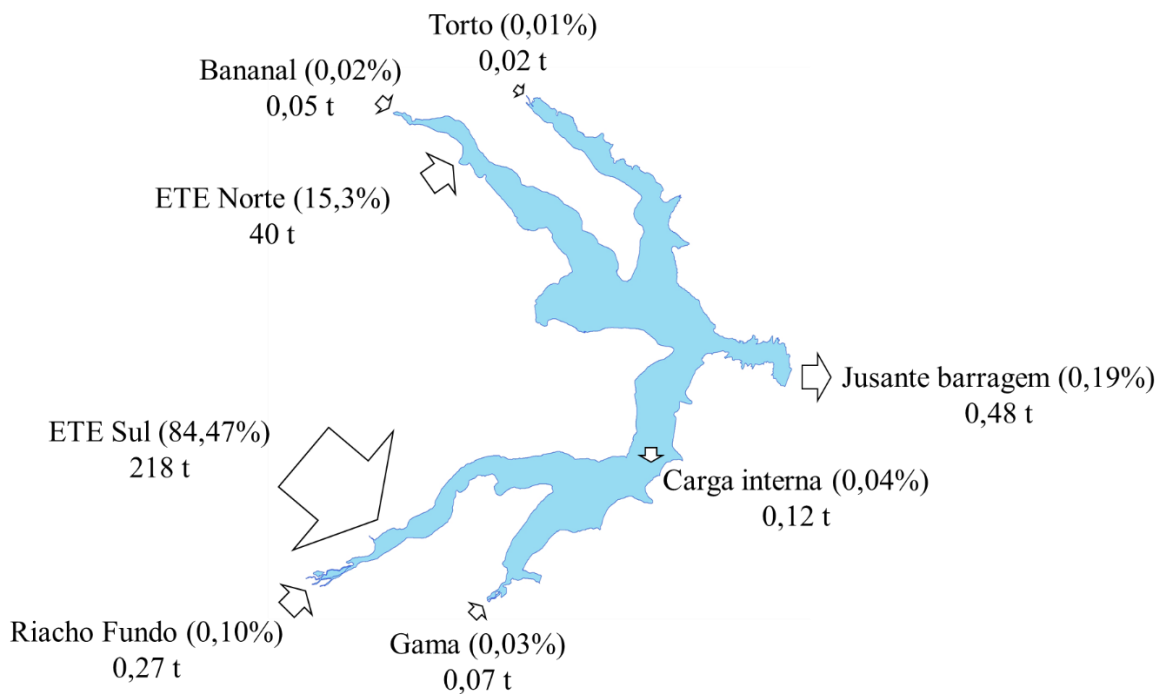 Torto (0,01%)
0,02 t
Bananal (0,02%)
0,05 t
ETE Norte (15,3%)
40 t
Jusante barragem (0,19%)
0,48 t
ETE Sul (84,47%)
218 t
Carga interna (0,04%)
0,12 t
Riacho Fundo (0,10%)
0,27 t
Gama (0,03%)
0,07 t